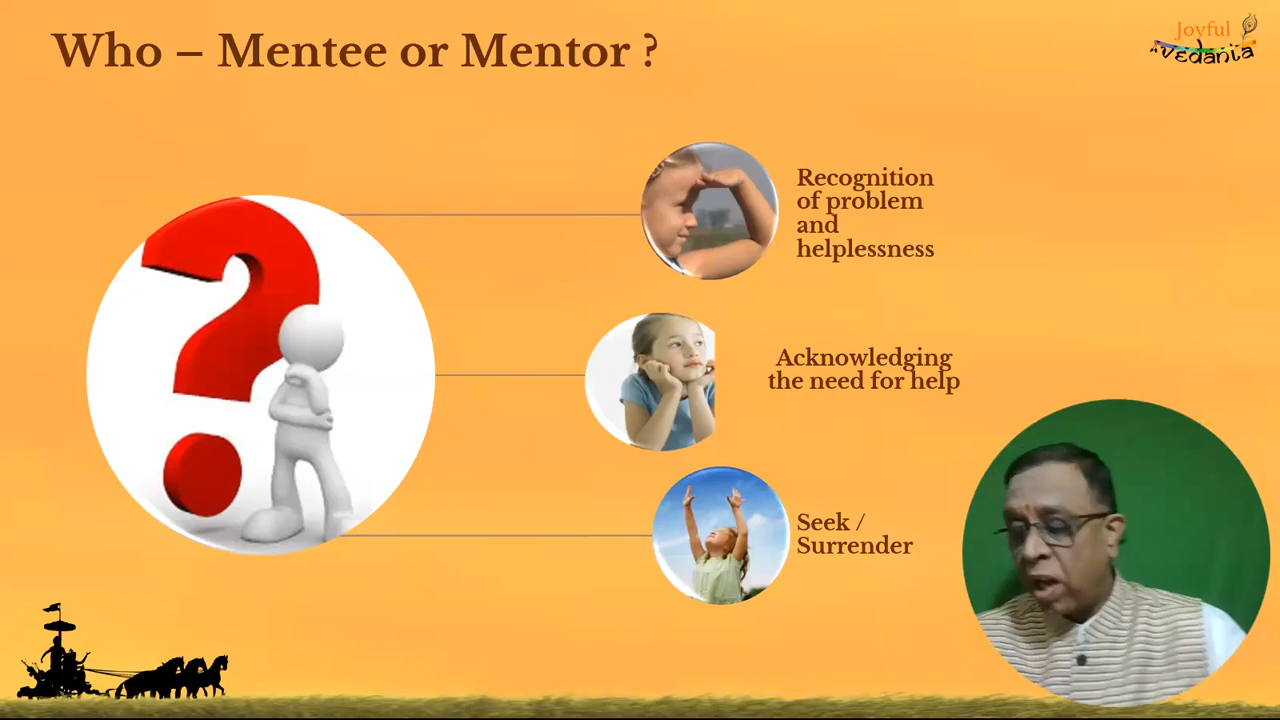 Who – Mentee or Mentor ?
Joyful
Vedanta
Recognition
of problem
and
helplessness
Acknowledging
the need for help
Seek /
Surrender